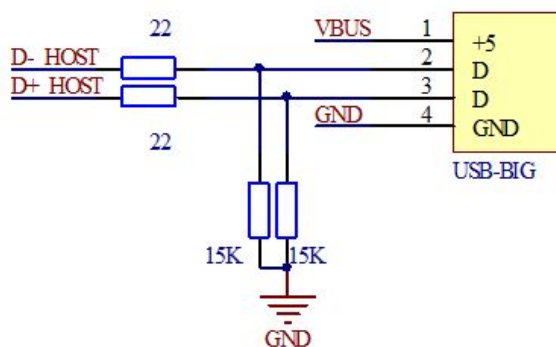 22
VBUS 1 +5
D- HOST 2 D
D+ HOST 3 D
GND 4 GND
22
USB-BIG
15K 15K
GND